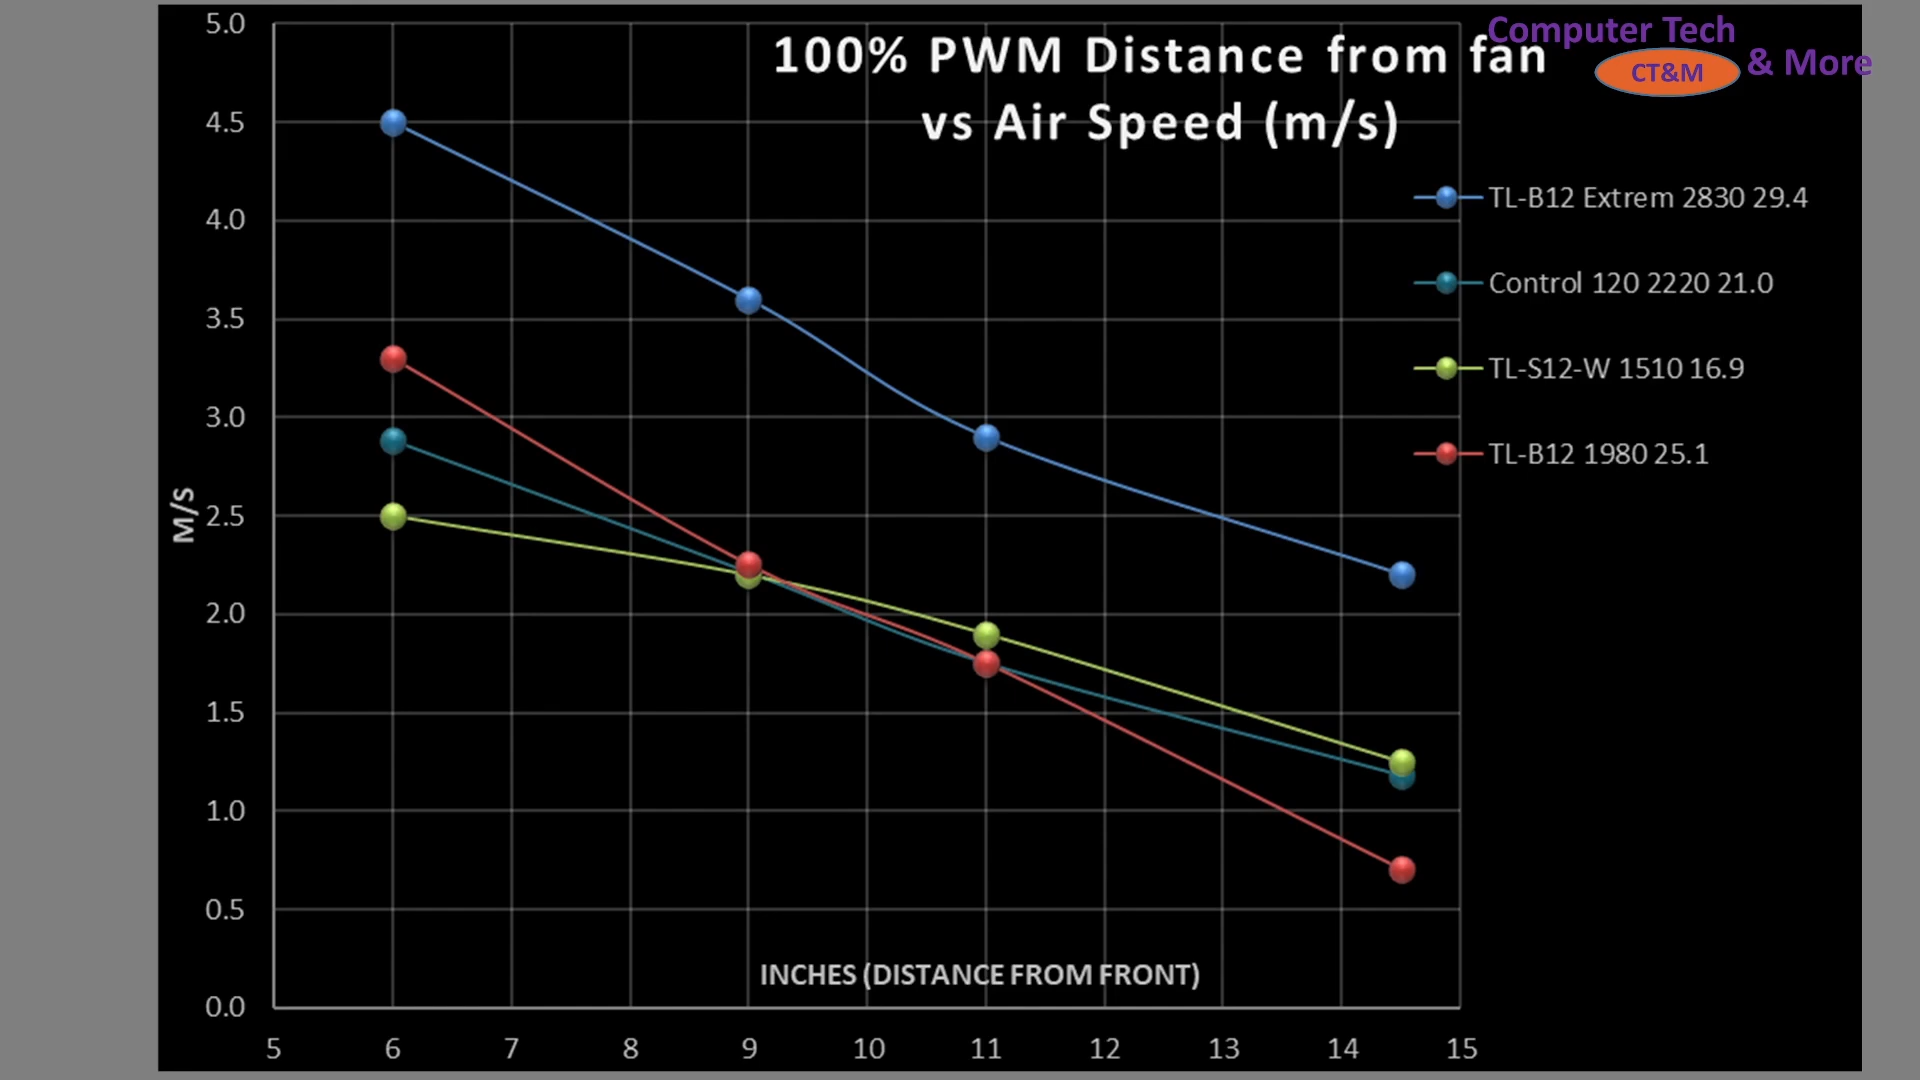 Computer Tech
CT&M
& More
100% PWM Distance from fan
vs Air Speed (m/s)
TL-B12 Extrem 2830 29.4
Control 120 2220 21.0
TL-S12-W 1510 16.9
TL-B12 1980 25.1
M/S
5.0
4.5
4.0
3.5
3.0
2.5
2.0
1.5
1.0
0.5
0.0
INCHES (DISTANCE FROM FRONT)
5 6 7 8 9 10 11 12 13 14 15